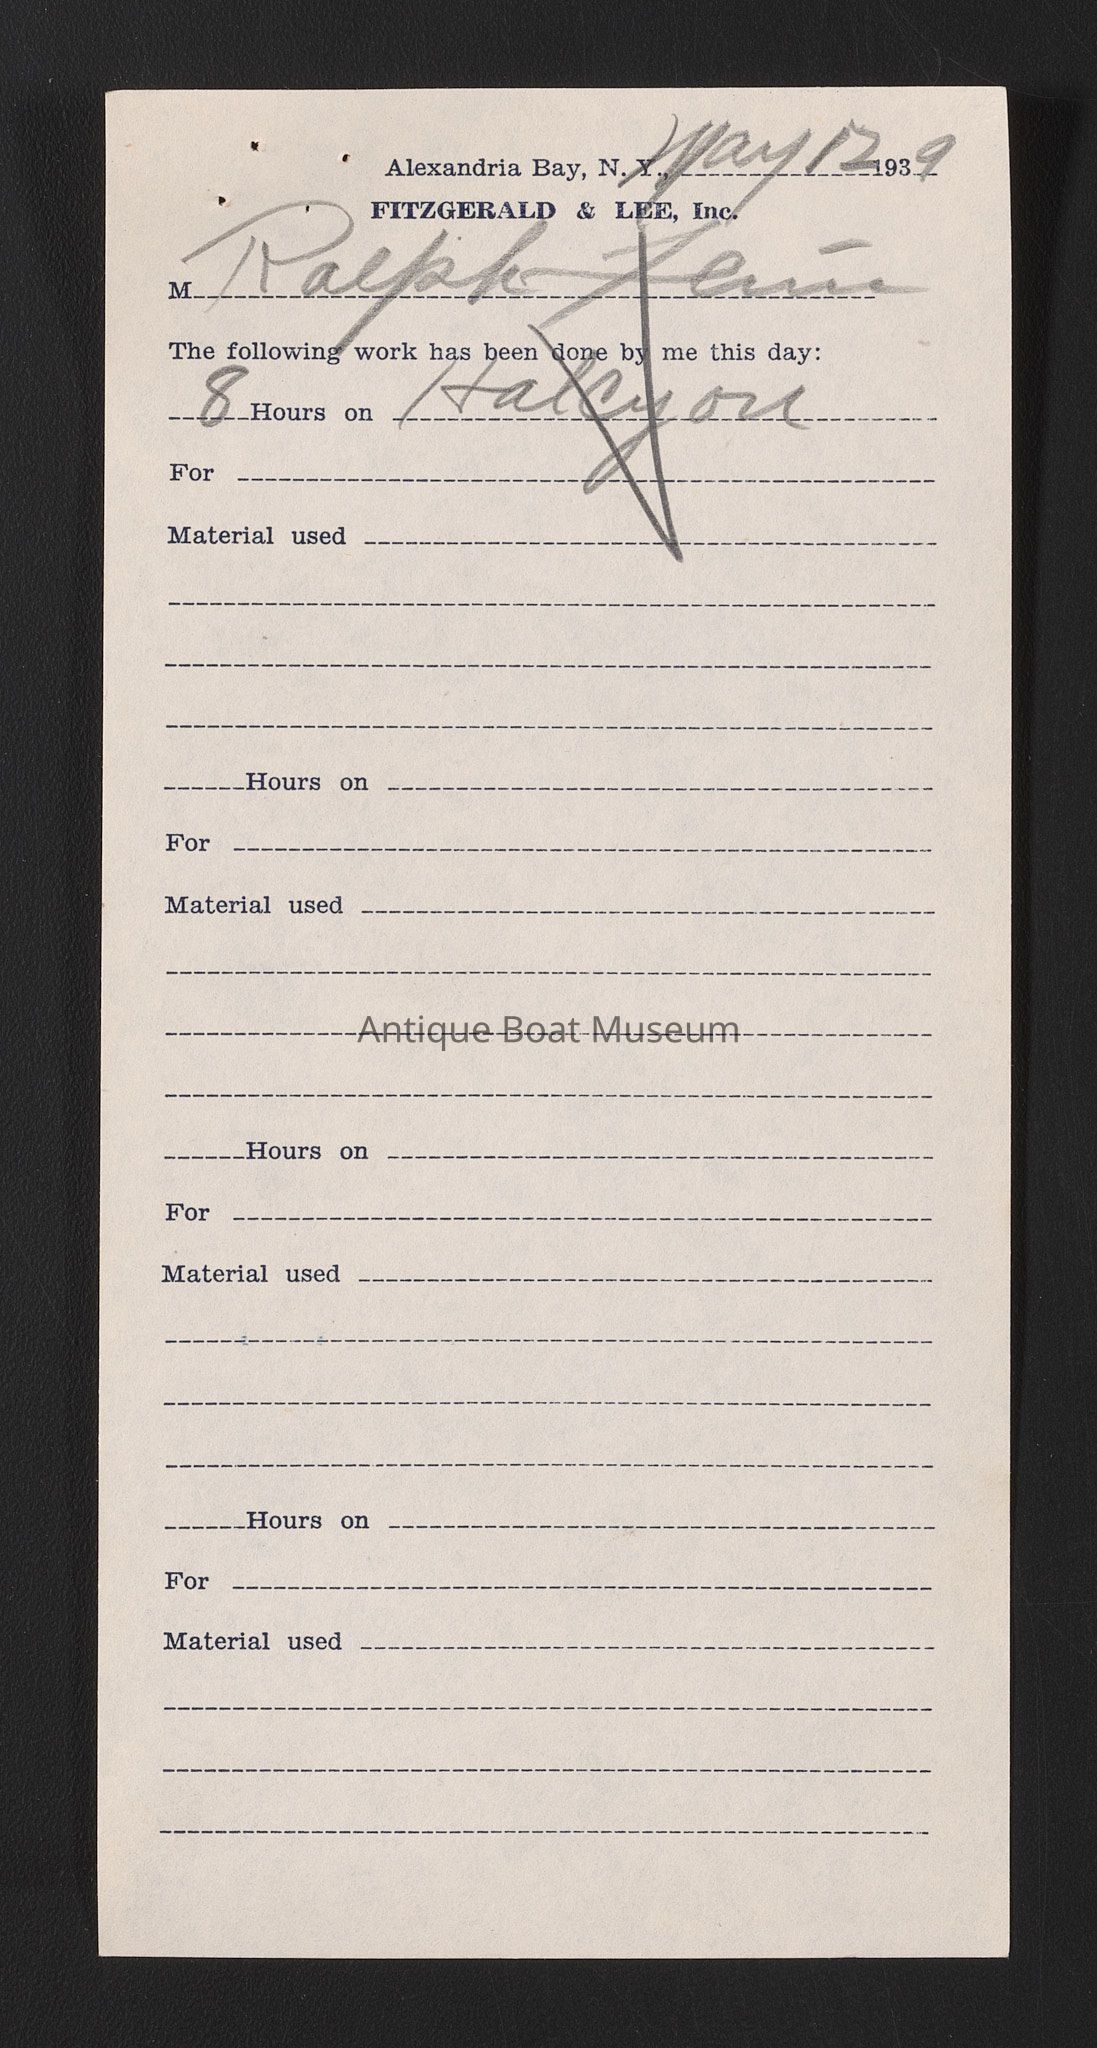 Alexandria Bay, N. Y., May 12 1939
FITZGERALD & LEE, Inc.
M Ralph
The following work has been done by me this day:
8 Hours on Halcyon
For
Material used
Hours on
For
Material used
Antique Boat Museum
Hours on
For
Material used
Hours on
For
Material used